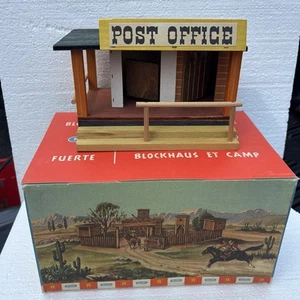 POST OFFICE
FUERTE
BLOCKHAUS ET CAMP